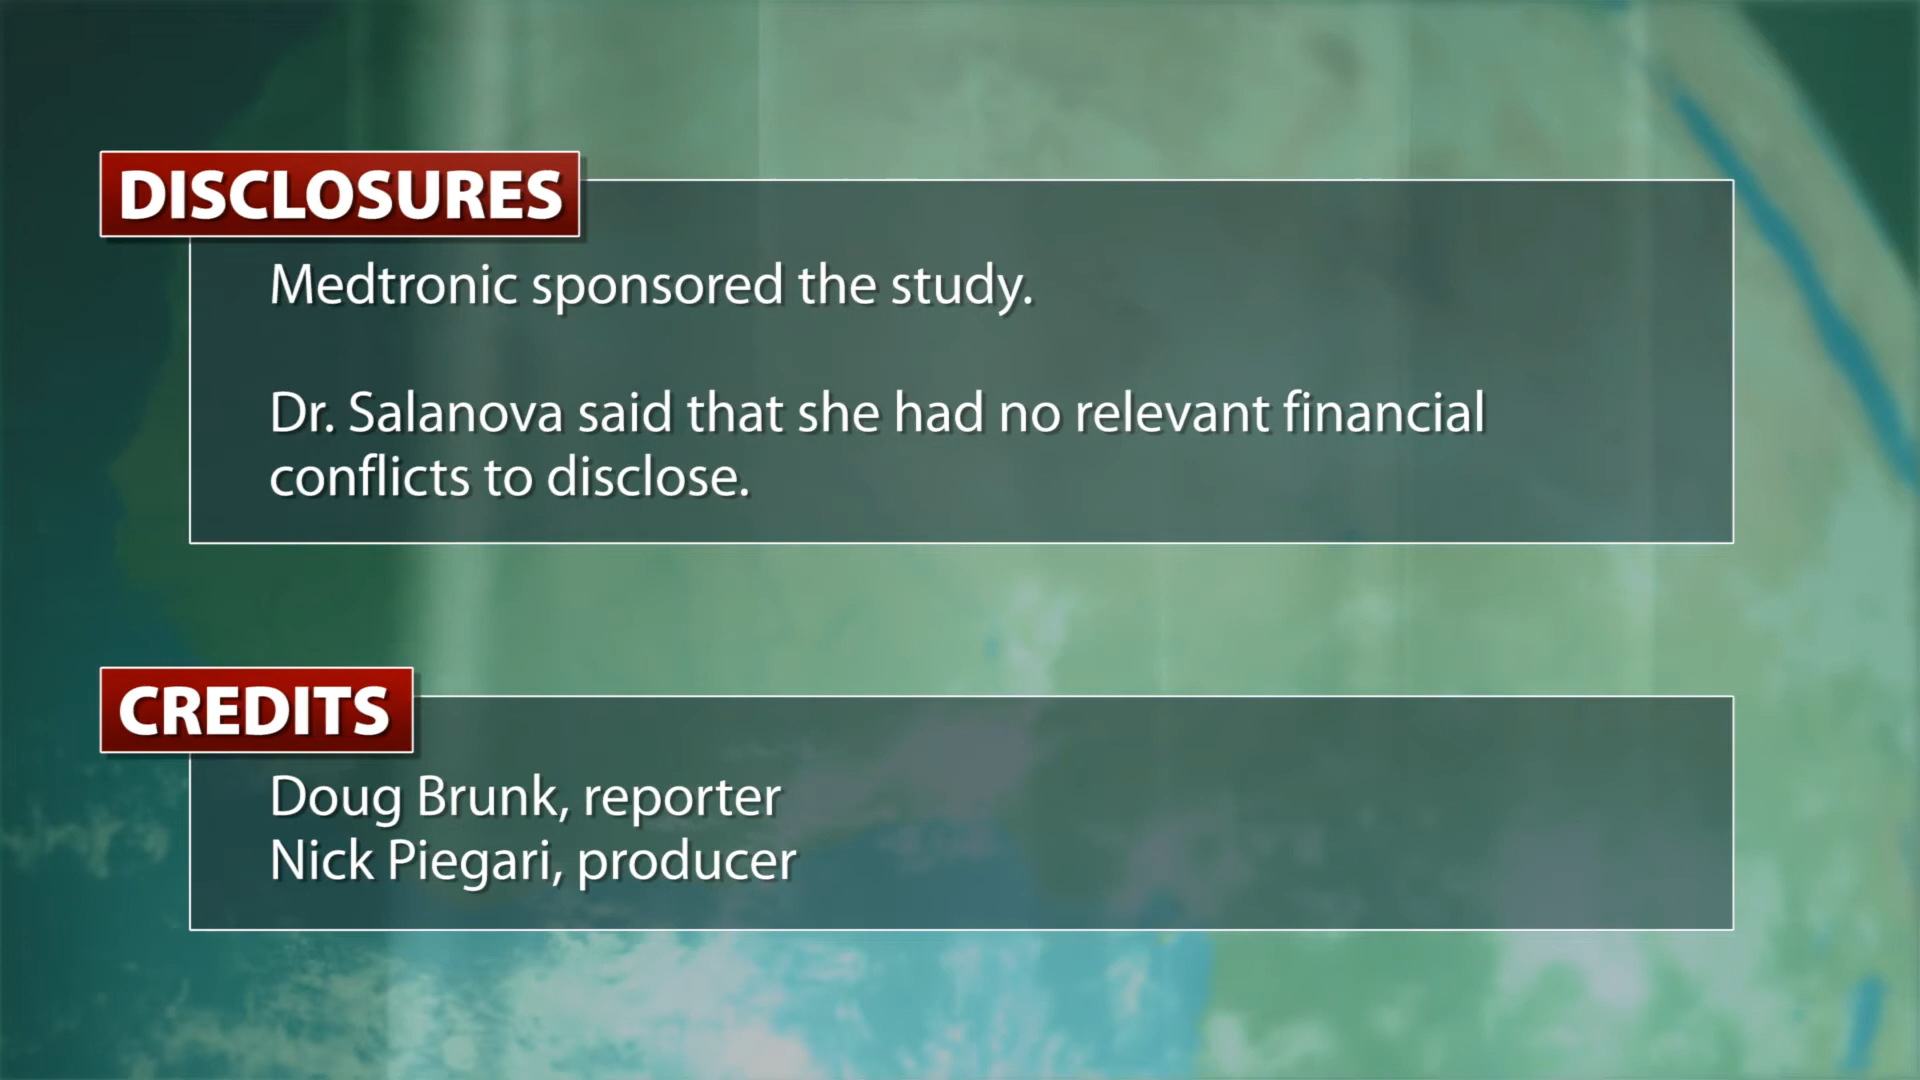 DISCLOSURES
Medtronic sponsored the study.
Dr. Salanova said that she had no relevant financial
conflicts to disclose.
CREDITS
Doug Brunk, reporter
Nick Piegari, producer